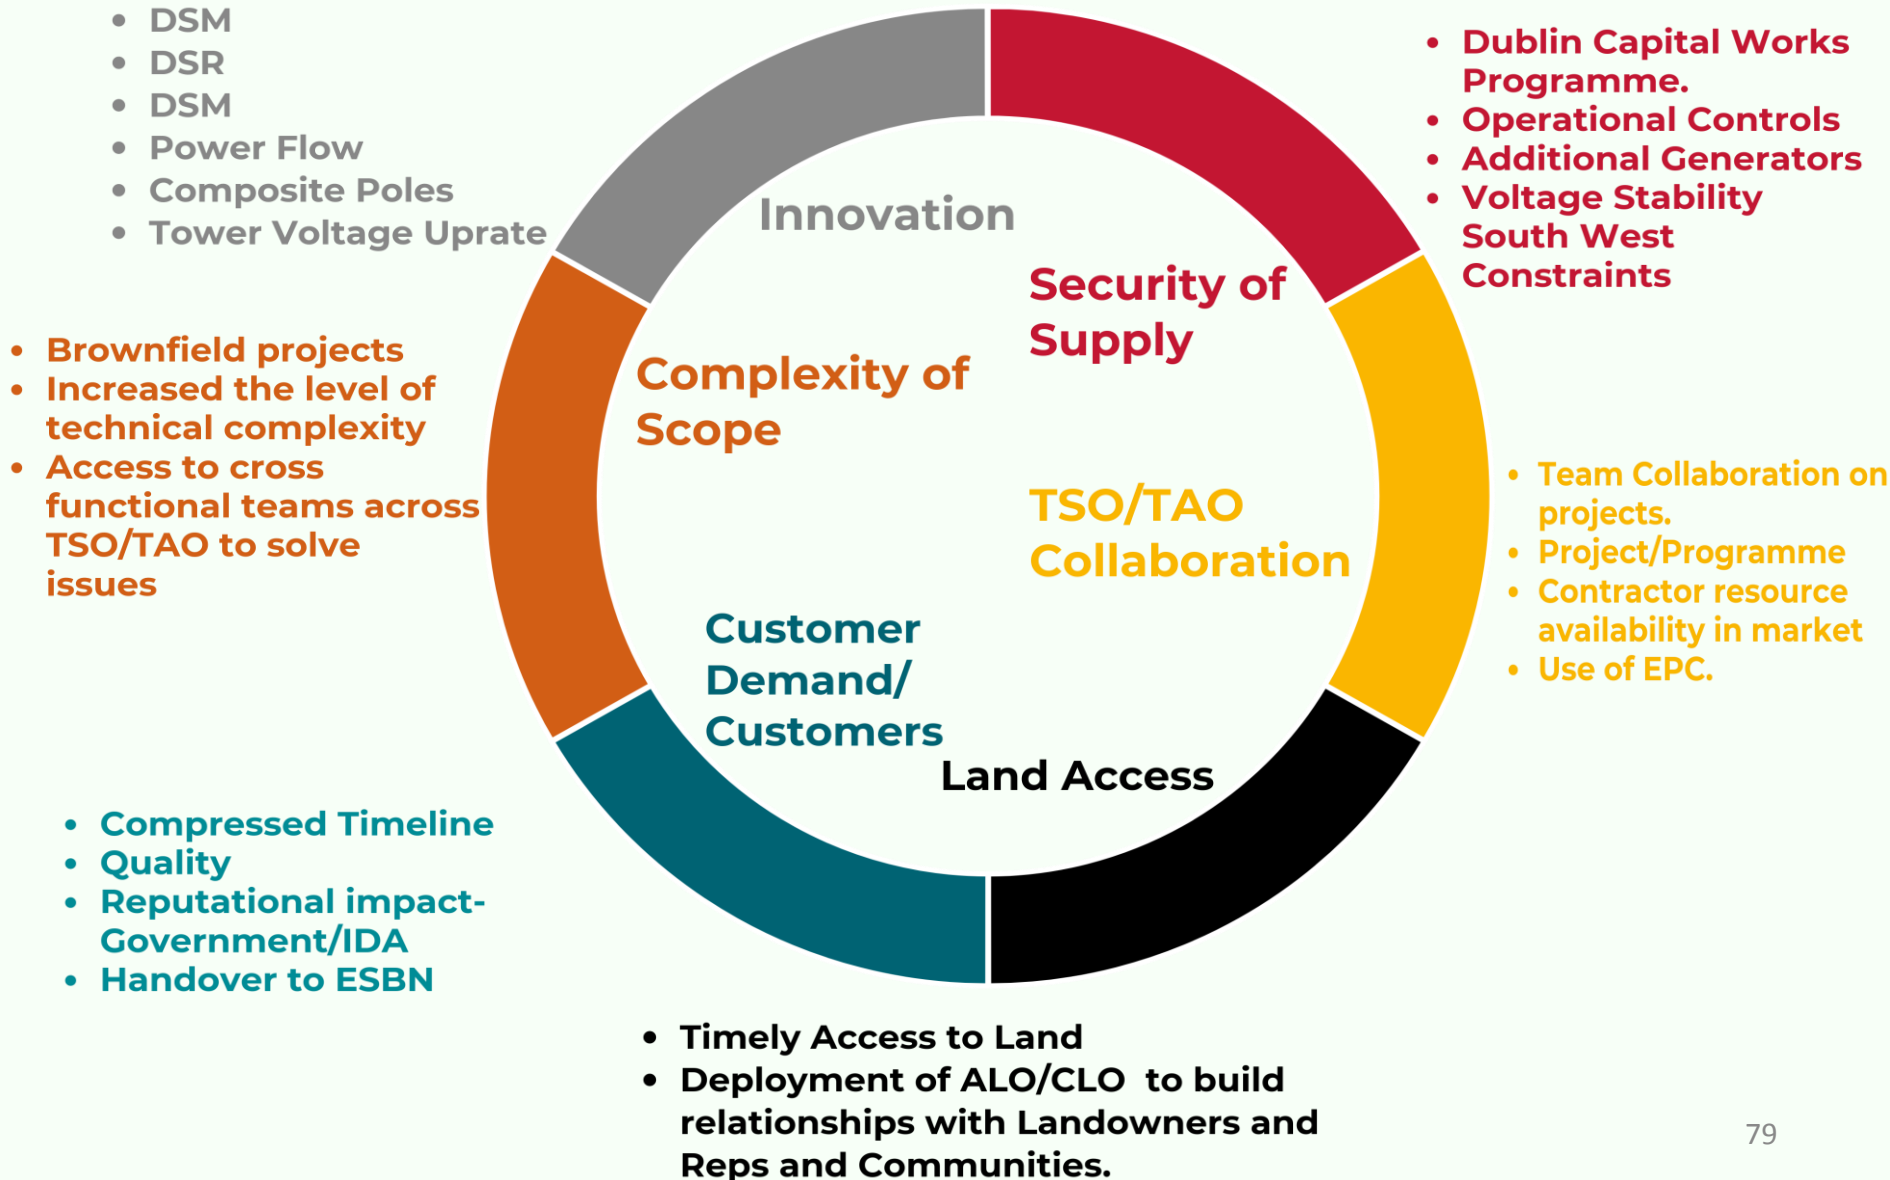 • DSM
• DSR
• DSM
• Power Flow
• Composite Poles
• Tower Voltage Uprate
Innovation
• Dublin Capital Works
Programme.
• Operational Controls
• Additional Generators
• Voltage Stability
South West
Constraints
Security of
Supply
• Brownfield projects
• Increased the level of
technical complexity
• Access to cross
functional teams across
TSO/TAO to solve
issues
Complexity of
Scope
TSO/TAO
Collaboration
• Team Collaboration on
projects.
• Project/Programme
• Contractor resource
availability in market
• Use of EPC.
Customer
Demand/
Customers
Land Access
• Compressed Timeline
• Quality
• Reputational impact-
Government/IDA
• Handover to ESBN
• Timely Access to Land
• Deployment of ALO/CLO  to build
relationships with Landowners and
Reps and Communities.
79